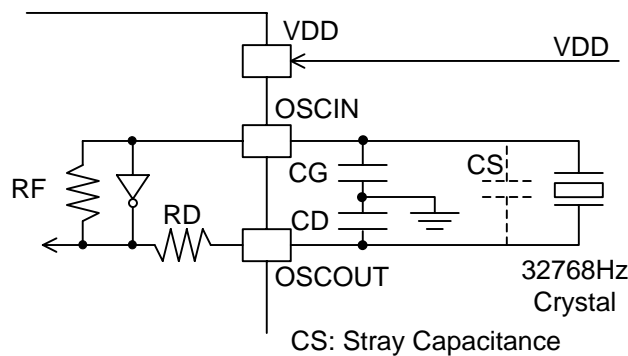 VDD
VDD
OSCIN
CG
CS
RF
RD
CD
OSCOUT
32768Hz
Crystal
CS: Stray Capacitance